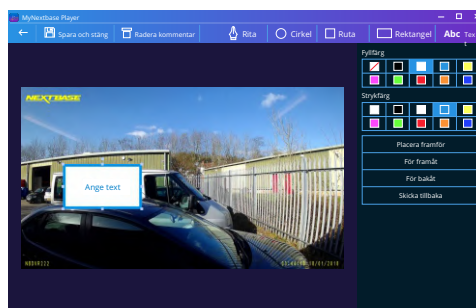 MyNextbase Player
Spara och stäng
Radera kommentar
Rita
Cirkel
Ruta
Rektangel
Abc Tex
t
Fyllfärg
Strykfärg
Placera framför
För framåt
För bakåt
Skicka tillbaka
NEXTBASE
Ange text